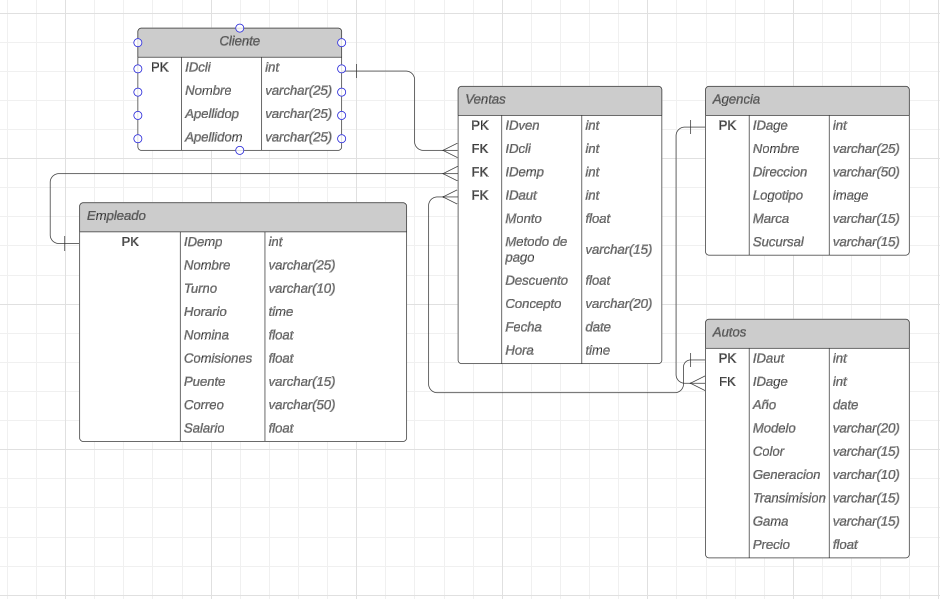 Cliente
PK IDcli int
Nombre varchar(25)
Apellidop varchar(25)
Apellidom varchar(25)
Ventas
PK IDven int
FK IDcli int
FK IDemp int
FK IDaut int
Monto float
Metodo de
pago varchar(15)
Descuento float
Concepto varchar(20)
Fecha date
Hora time
Agencia
PK IDage int
Nombre varchar(25)
Direccion varchar(50)
Logotipo image
Marca varchar(15)
Sucursal varchar(15)
Empleado
PK IDemp int
Nombre varchar(25)
Turno varchar(10)
Horario time
Nomina float
Comisiones float
Puente varchar(15)
Correo varchar(50)
Salario float
Autos
PK IDaut int
FK IDage int
Año date
Modelo varchar(20)
Color varchar(15)
Generacion varchar(10)
Transimision varchar(15)
Gama varchar(15)
Precio float